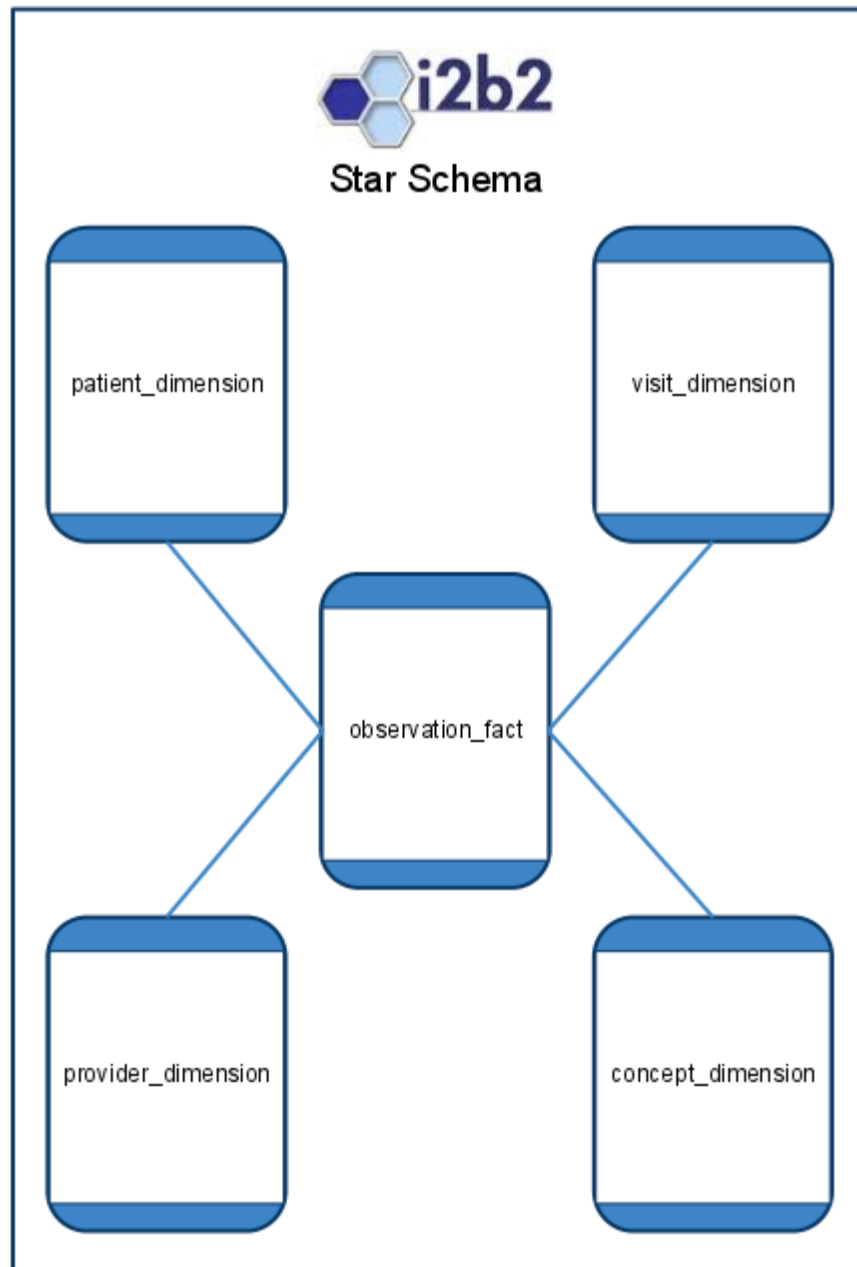 i2b2
Star Schema
patient_dimension
visit_dimension
observation_fact
provider_dimension
concept_dimension